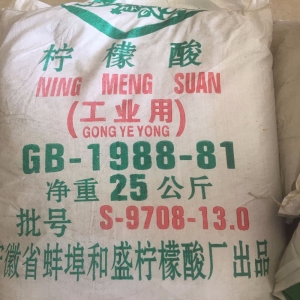 柠檬酸
NING MENG SUAN
(工业用)
GONG YE YONG
GB-1988-81
净重 25 公斤
批号 S-9708-13.0
徽省蚌埠和盛柠檬酸厂出品